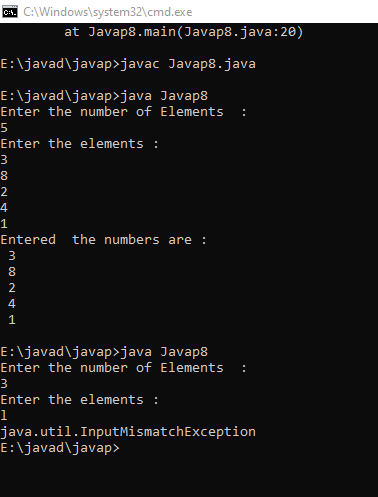 C:\Windows\system32\cmd.exe
at Javap8.main(Javap8.java:20)
E:\javad\javap>javac Javap8.java
E:\javad\javap>java Javap8
Enter the number of Elements  :
5
Enter the elements :
3
8
2
4
1
Entered  the numbers are :
3
8
2
4
1
E:\javad\javap>java Javap8
Enter the number of Elements  :
3
Enter the elements :
l
java.util.InputMismatchException
E:\javad\javap>